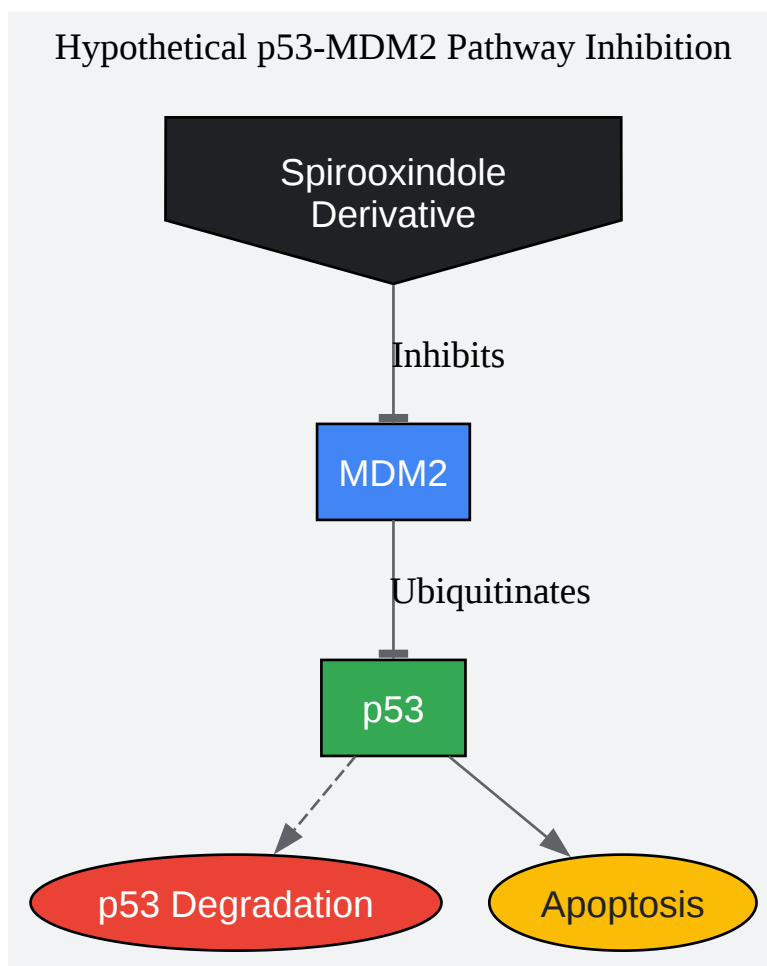 Hypothetical p53-MDM2 Pathway Inhibition
Spirooxindole
Derivative
Inhibits
MDM2
Ubiquitinates
p53
p53 Degradation
Apoptosis